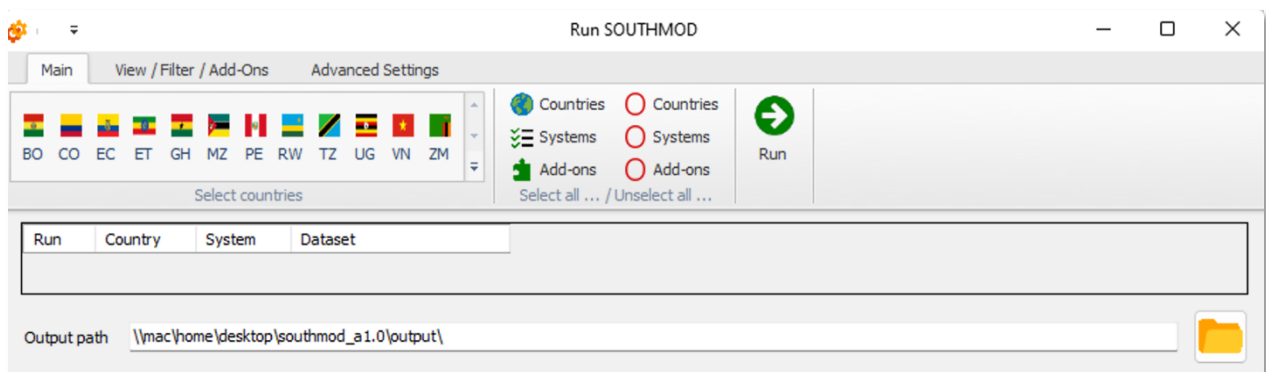 Run SOUTHMOD
Main View / Filter / Add-Ons Advanced Settings
BO CO EC ET GH MZ PE RW TZ UG VN ZM
Select countries
Countries Countries
Systems Systems
Add-ons Add-ons
Select all ... / Unselect all ...
Run
Run Country System Dataset
Output path \\mac\home\desktop\southmod_a1.0\output\